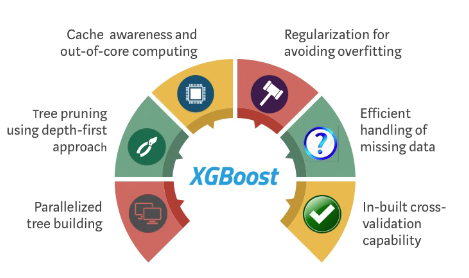 Cache awareness and
out-of-core computing
Regularization for
avoiding overfitting
Tree pruning
using depth-first
approach
Efficient
handling of
missing data
?
XGBoost
Parallelized
tree building
In-built cross-
validation
capability